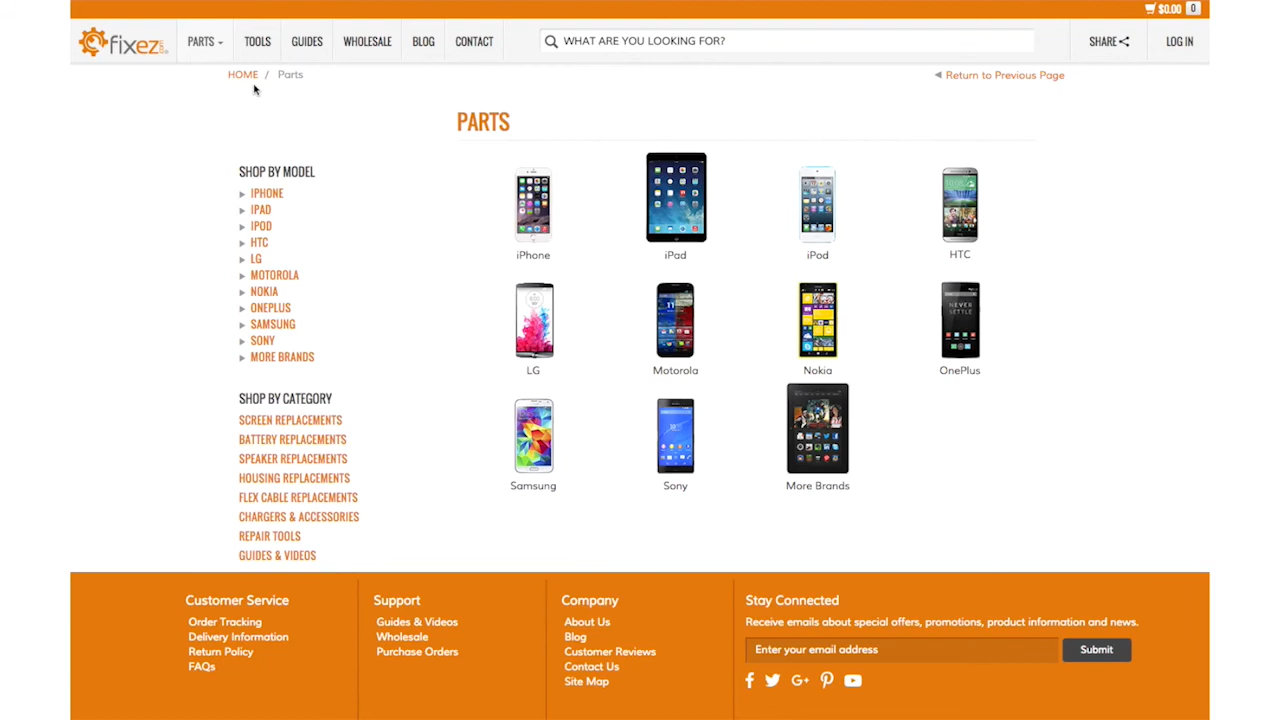 $0.00 0
fixez.com
PARTS
TOOLS
GUIDES
WHOLESALE
BLOG
CONTACT
WHAT ARE YOU LOOKING FOR?
SHARE
LOG IN
HOME / Parts
Return to Previous Page
PARTS
SHOP BY MODEL
IPHONE
IPAD
IPOD
HTC
LG
MOTOROLA
NOKIA
ONEPLUS
SAMSUNG
SONY
MORE BRANDS
SHOP BY CATEGORY
SCREEN REPLACEMENTS
BATTERY REPLACEMENTS
SPEAKER REPLACEMENTS
HOUSING REPLACEMENTS
FLEX CABLE REPLACEMENTS
CHARGERS & ACCESSORIES
REPAIR TOOLS
GUIDES & VIDEOS
iPhone
iPad
iPod
HTC
LG
Motorola
Nokia
NEVER
SETTLE
OnePlus
Samsung
Sony
More Brands
Customer Service
Order Tracking
Delivery Information
Return Policy
FAQs
Support
Guides & Videos
Wholesale
Purchase Orders
Company
About Us
Blog
Customer Reviews
Contact Us
Site Map
Stay Connected
Receive emails about special offers, promotions, product information and news.
Enter your email address
Submit